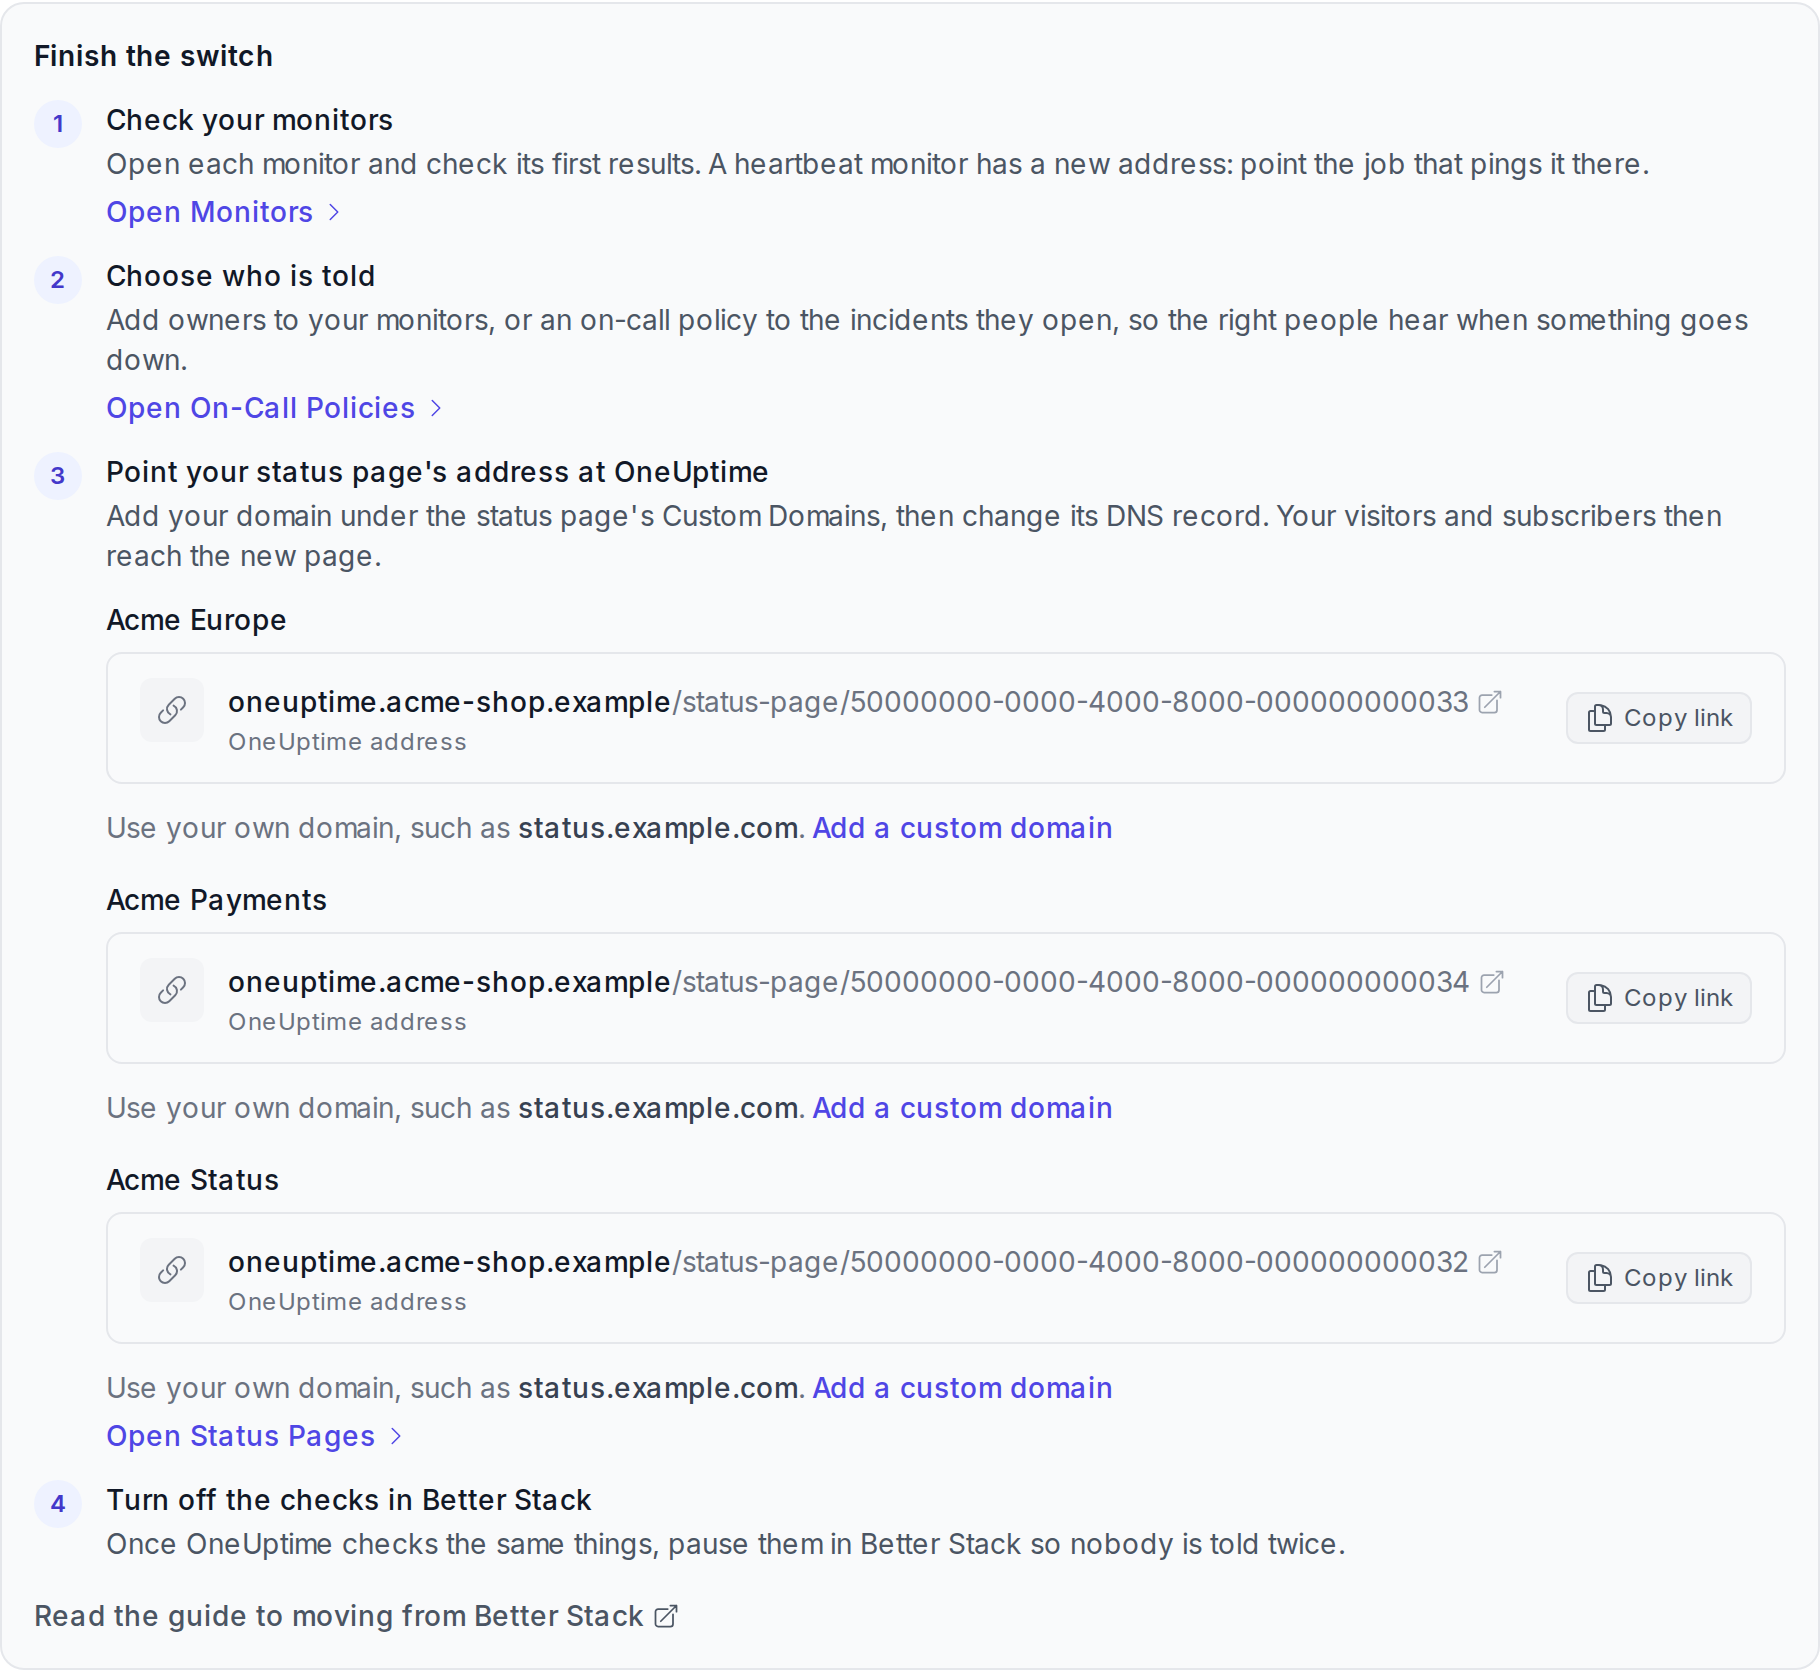 Finish the switch
1
Check your monitors
Open each monitor and check its first results. A heartbeat monitor has a new address: point the job that pings it there.
Open Monitors
2
Choose who is told
Add owners to your monitors, or an on-call policy to the incidents they open, so the right people hear when something goes
down.
Open On-Call Policies
3
Point your status page's address at OneUptime
Add your domain under the status page's Custom Domains, then change its DNS record. Your visitors and subscribers then
reach the new page.
Acme Europe
oneuptime.acme-shop.example/status-page/50000000-0000-4000-8000-000000000033
Copy link
OneUptime address
Use your own domain, such as status.example.com. Add a custom domain
Acme Payments
oneuptime.acme-shop.example/status-page/50000000-0000-4000-8000-000000000034
Copy link
OneUptime address
Use your own domain, such as status.example.com. Add a custom domain
Acme Status
oneuptime.acme-shop.example/status-page/50000000-0000-4000-8000-000000000032
Copy link
OneUptime address
Use your own domain, such as status.example.com. Add a custom domain
Open Status Pages
4
Turn off the checks in Better Stack
Once OneUptime checks the same things, pause them in Better Stack so nobody is told twice.
Read the guide to moving from Better Stack